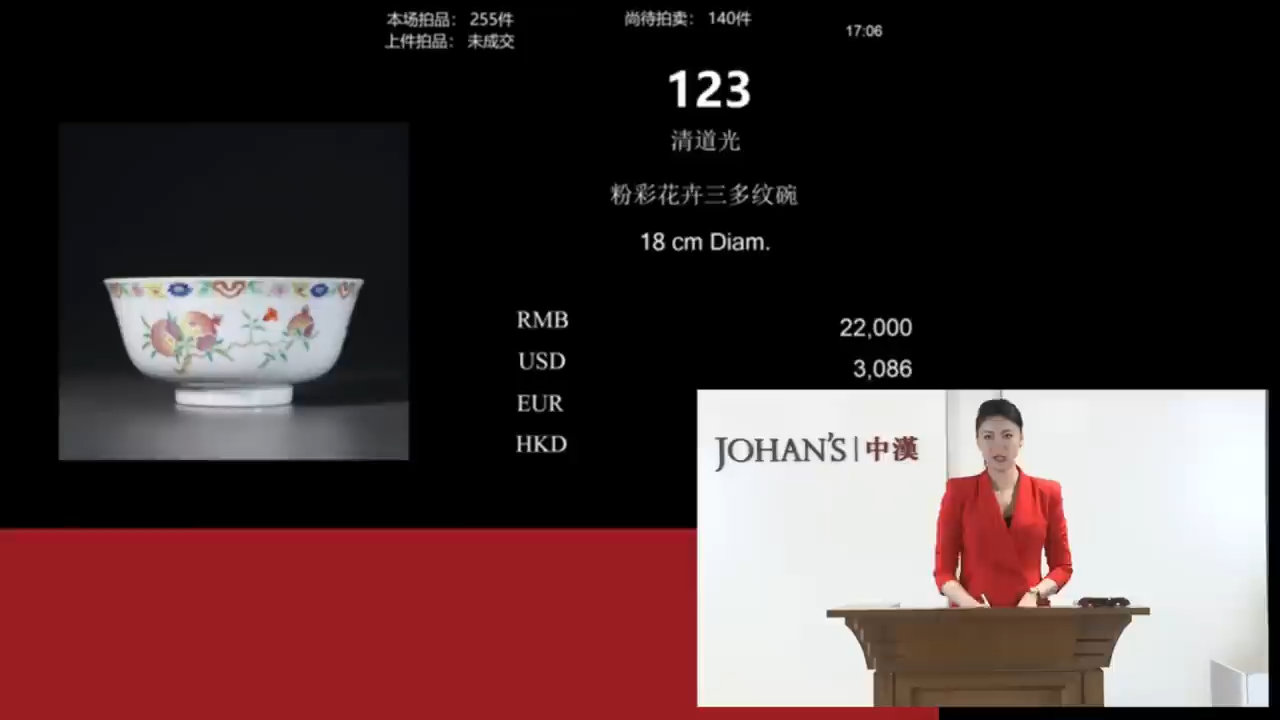 本场拍品： 255件
尚待拍卖： 140件
上件拍品： 未成交
17:06
123
清道光
粉彩花卉三多纹碗
18 cm Diam.
RMB 22,000
USD 3,086
EUR
HKD
JOHAN'S | 中漢